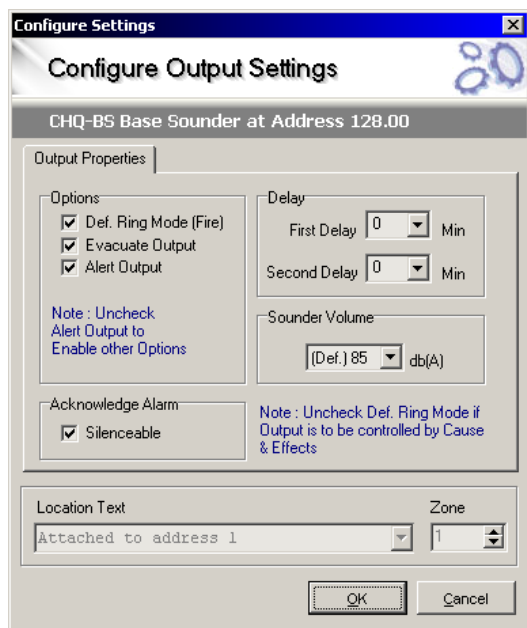 Configure Settings
Configure Output Settings
CHQ-BS Base Sounder at Address 128.00
Output Properties
Options
Def. Ring Mode (Fire)
Evacuate Output
Alert Output
Note : Uncheck
Alert Output to
Enable other Options
Delay
First Delay 0 Min
Second Delay 0 Min
Sounder Volume
(Def.) 85 db(A)
Acknowledge Alarm
Silenceable
Note : Uncheck Def. Ring Mode if
Output is to be controlled by Cause
& Effects
Location Text Zone
Attached to address 1 1
OK Cancel